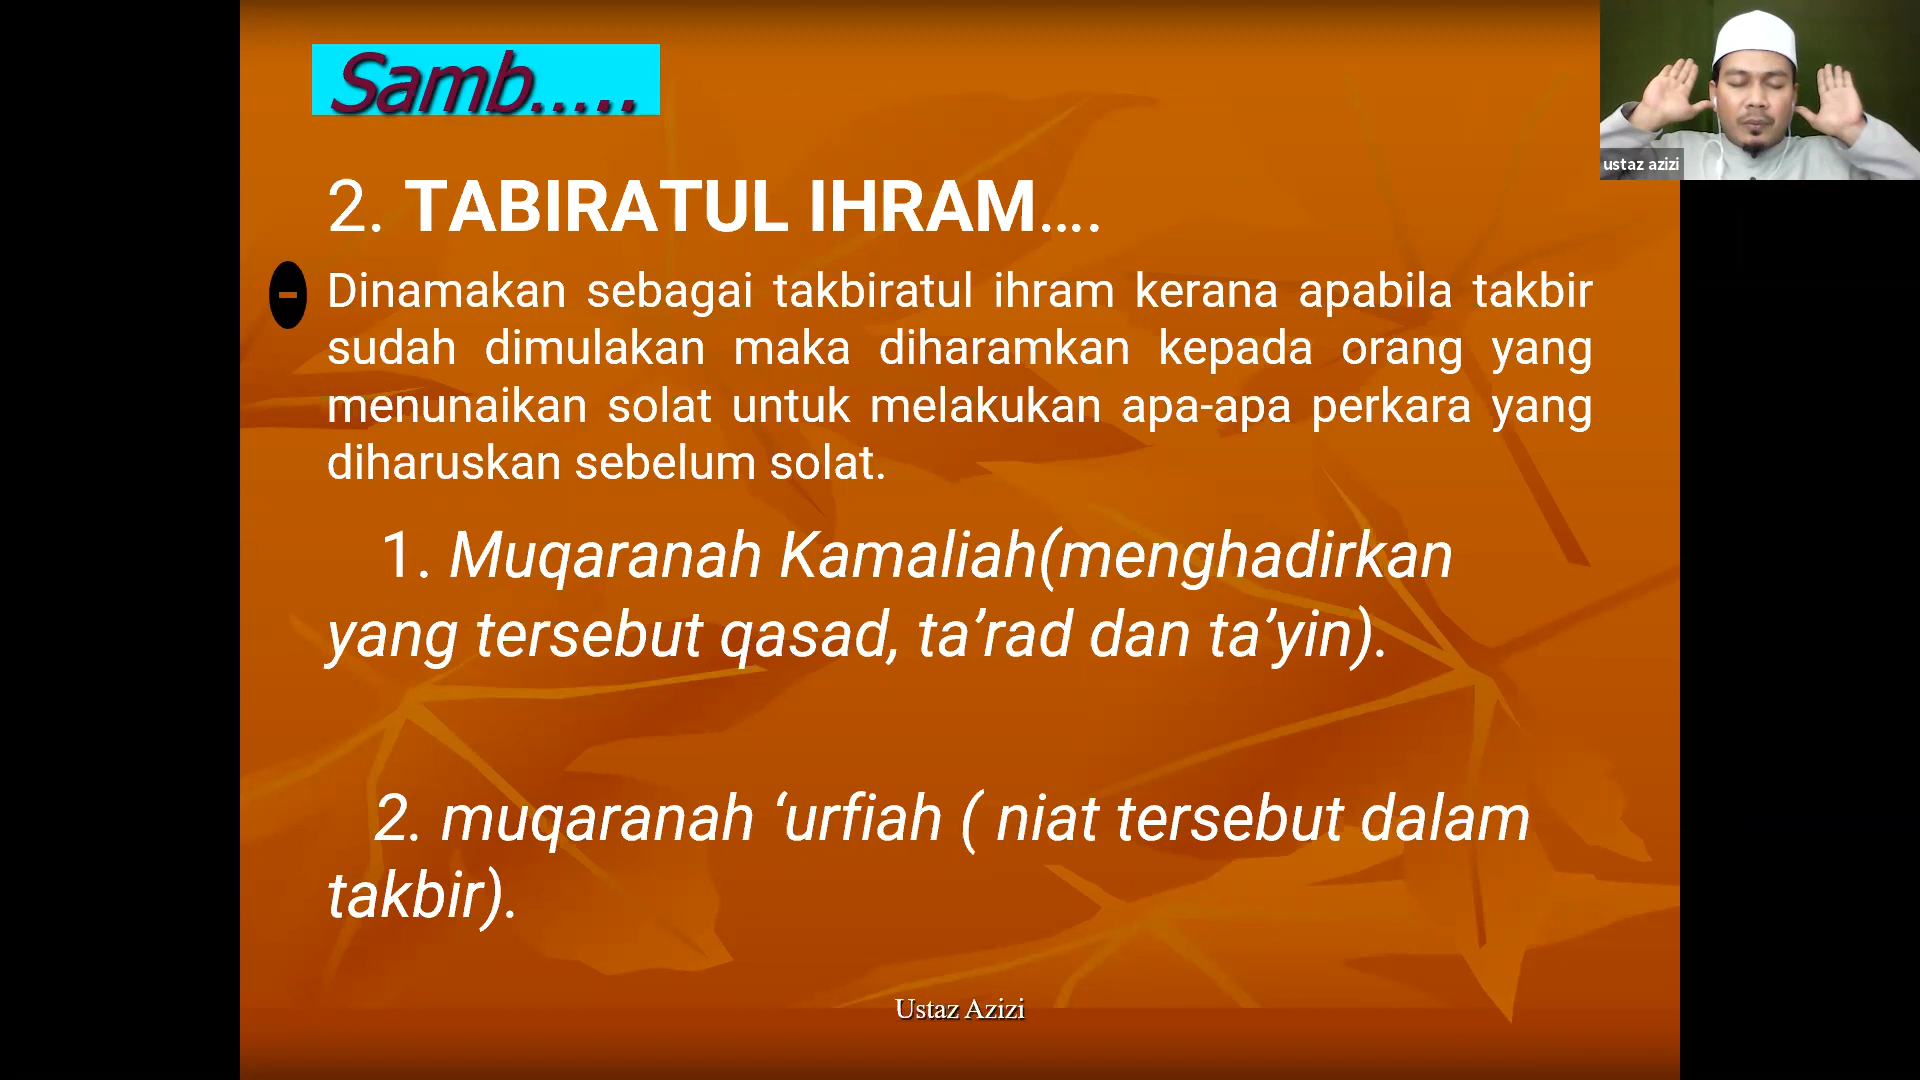 Samb.....
ustaz azizi
2. TABIRATUL IHRAM....
- Dinamakan sebagai takbiratul ihram kerana apabila takbir
sudah dimulakan maka diharamkan kepada orang yang
menunaikan solat untuk melakukan apa-apa perkara yang
diharuskan sebelum solat.
1. Muqaranah Kamaliah(menghadirkan
yang tersebut qasad, ta’rad dan ta’yin).
2. muqaranah ‘urfiah ( niat tersebut dalam
takbir).
Ustaz Azizi